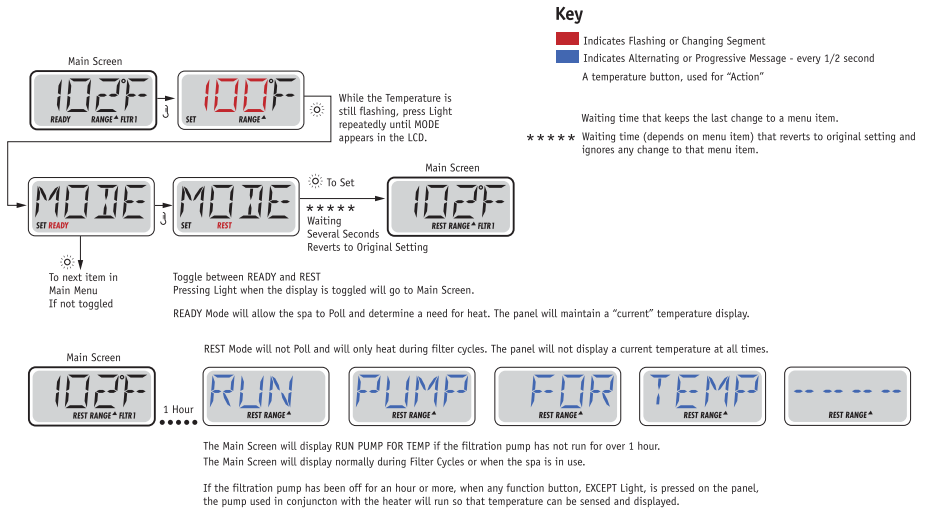 Key
Indicates Flashing or Changing Segment
Indicates Alternating or Progressive Message - every 1/2 second
A temperature button, used for “Action”
Waiting time that keeps the last change to a menu item.
***** Waiting time (depends on menu item) that reverts to original setting and
ignores any change to that menu item.
Main Screen
102°F
READY RANGE FLTR1
100°F
SET RANGE
While the Temperature is
still flashing, press Light
repeatedly until MODE
appears in the LCD.
MODE
SET READY
MODE
SET REST
To Set
*****
Waiting
Several Seconds
Reverts to Original Setting
Main Screen
102°F
REST RANGE FLTR1
To next item in
Main Menu
If not toggled
Toggle between READY and REST
Pressing Light when the display is toggled will go to Main Screen.
READY Mode will allow the spa to Poll and determine a need for heat. The panel will maintain a “current” temperature display.
REST Mode will not Poll and will only heat during filter cycles. The panel will not display a current temperature at all times.
Main Screen
102°F
REST RANGE FLTR1
1 Hour
RUN
REST RANGE
PUMP
REST RANGE
FOR
REST RANGE
TEMP
REST RANGE
-----
REST RANGE
The Main Screen will display RUN PUMP FOR TEMP if the filtration pump has not run for over 1 hour.
The Main Screen will display normally during Filter Cycles or when the spa is in use.
If the filtration pump has been off for an hour or more, when any function button, EXCEPT Light, is pressed on the panel,
the pump used in conjuncton with the heater will run so that temperature can be sensed and displayed.